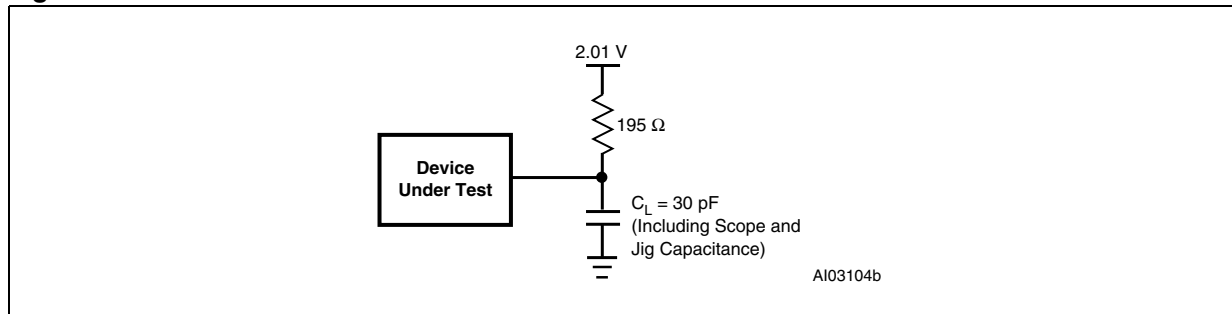 2.01 V
195 Ω
Device
Under Test
C_L = 30 pF
(Including Scope and
Jig Capacitance)
AI03104b